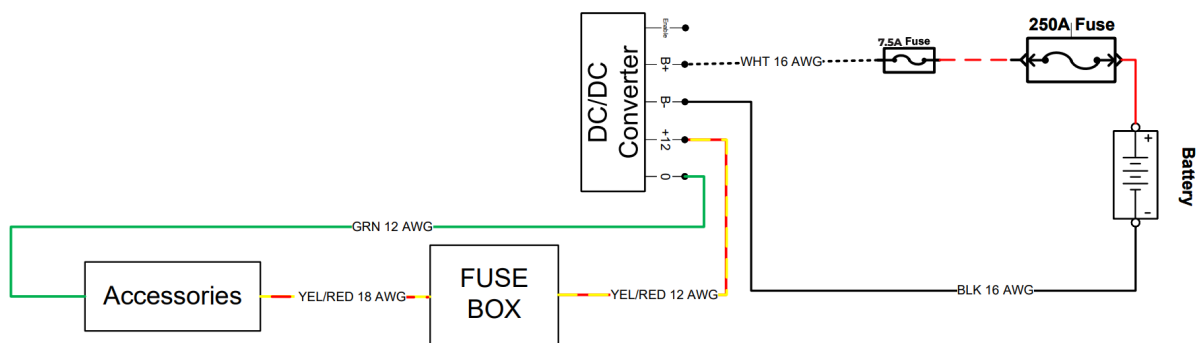 250A Fuse
7.5A Fuse
DC/DC
Converter
Enable
B+
B-
+12
0
WHT 16 AWG
+
-
Battery
GRN 12 AWG
Accessories
YEL/RED 18 AWG
FUSE
BOX
YEL/RED 12 AWG
BLK 16 AWG